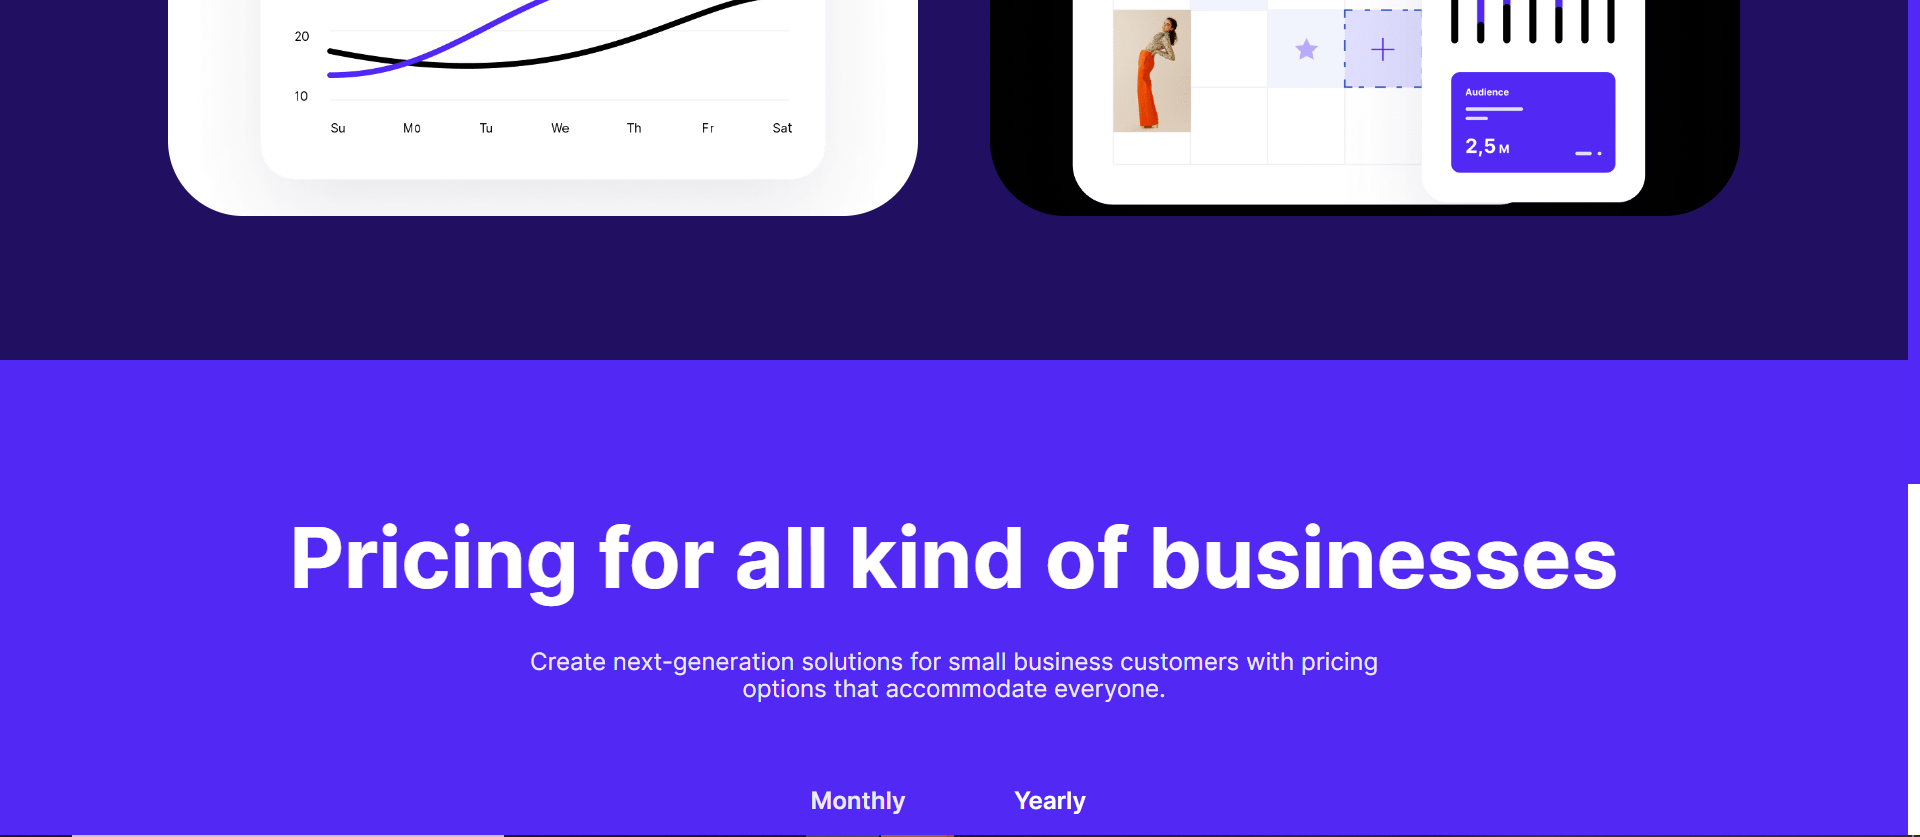 20
10
Su Mo Tu We Th Fr Sat
Audience
2,5 M
Pricing for all kind of businesses
Create next-generation solutions for small business customers with pricing
options that accommodate everyone.
Monthly Yearly